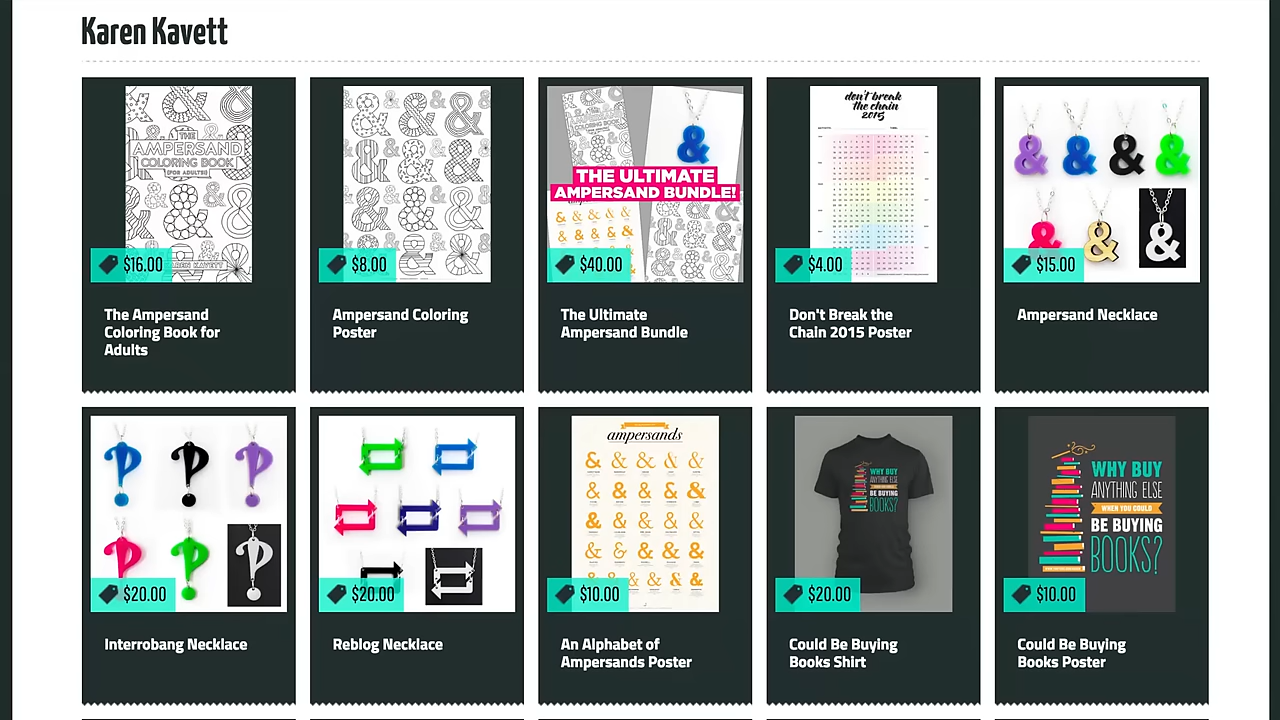 Karen Kavett
THE
AMPERSAND
COLORING BOOK
(FOR ADULTS!)
KAREN KAVETT
$16.00
The Ampersand
Coloring Book for
Adults
$8.00
Ampersand Coloring
Poster
THE ULTIMATE
AMPERSAND BUNDLE!
$40.00
The Ultimate
Ampersand Bundle
don't break
the chain
2015
$4.00
Don't Break the
Chain 2015 Poster
$15.00
Ampersand Necklace
$20.00
Interrobang Necklace
$20.00
Reblog Necklace
ampersands
$10.00
An Alphabet of
Ampersands Poster
WHY BUY
ANYTHING ELSE
WHEN YOU COULD
BE BUYING
BOOKS?
$20.00
Could Be Buying
Books Shirt
WHY BUY
ANYTHING ELSE
WHEN YOU COULD
BE BUYING
BOOKS?
$10.00
Could Be Buying
Books Poster